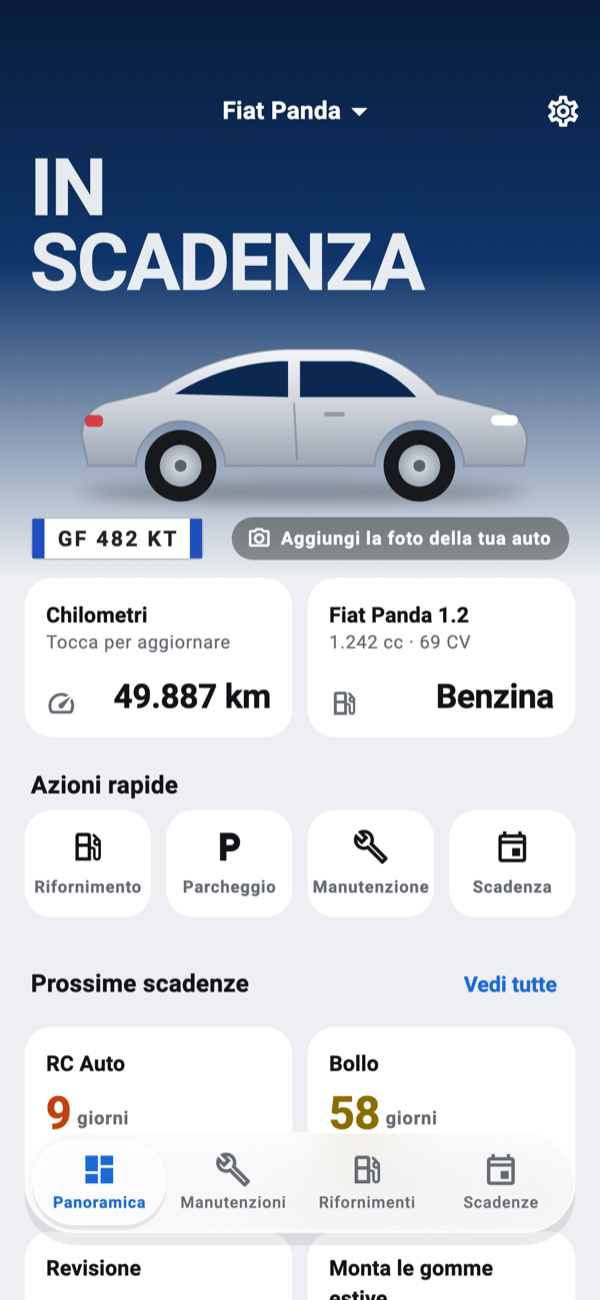 Fiat Panda
IN
SCADENZA
GF 482 KT
Aggiungi la foto della tua auto
Chilometri
Tocca per aggiornare
49.887 km
Fiat Panda 1.2
1.242 cc · 69 CV
Benzina
Azioni rapide
Rifornimento
P
Parcheggio
Manutenzione
Scadenza
Prossime scadenze
Vedi tutte
RC Auto
9 giorni
Bollo
58 giorni
Panoramica
Manutenzioni
Rifornimenti
Scadenze
Revisione
Monta le gomme
estive